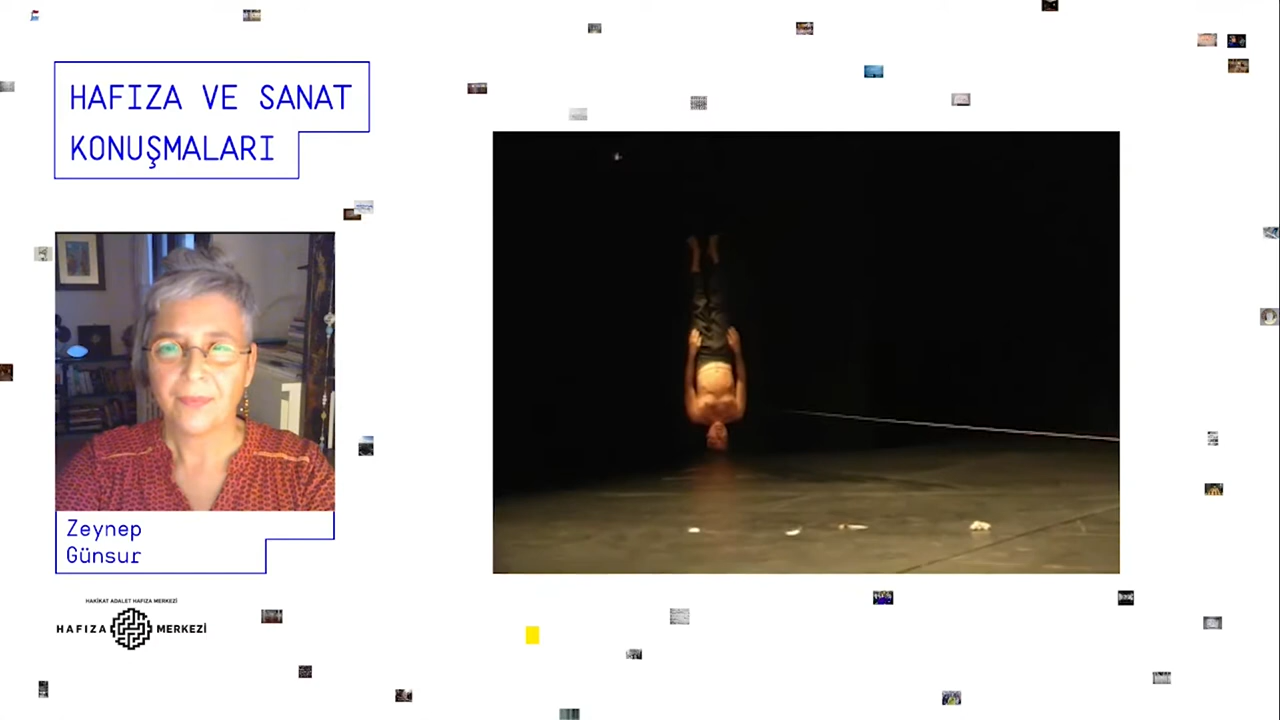 HAFIZA VE SANAT
KONUŞMALARI
Zeynep
Günsur
HAKİKAT ADALET HAFIZA MERKEZİ
HAFIZA MERKEZİ